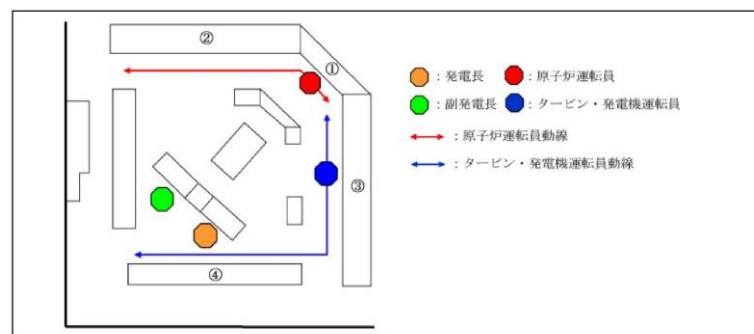 ②
①
③
④
：発電長
：原子炉運転員
：副発電長
：タービン・発電機運転員
：原子炉運転員動線
：タービン・発電機運転員動線